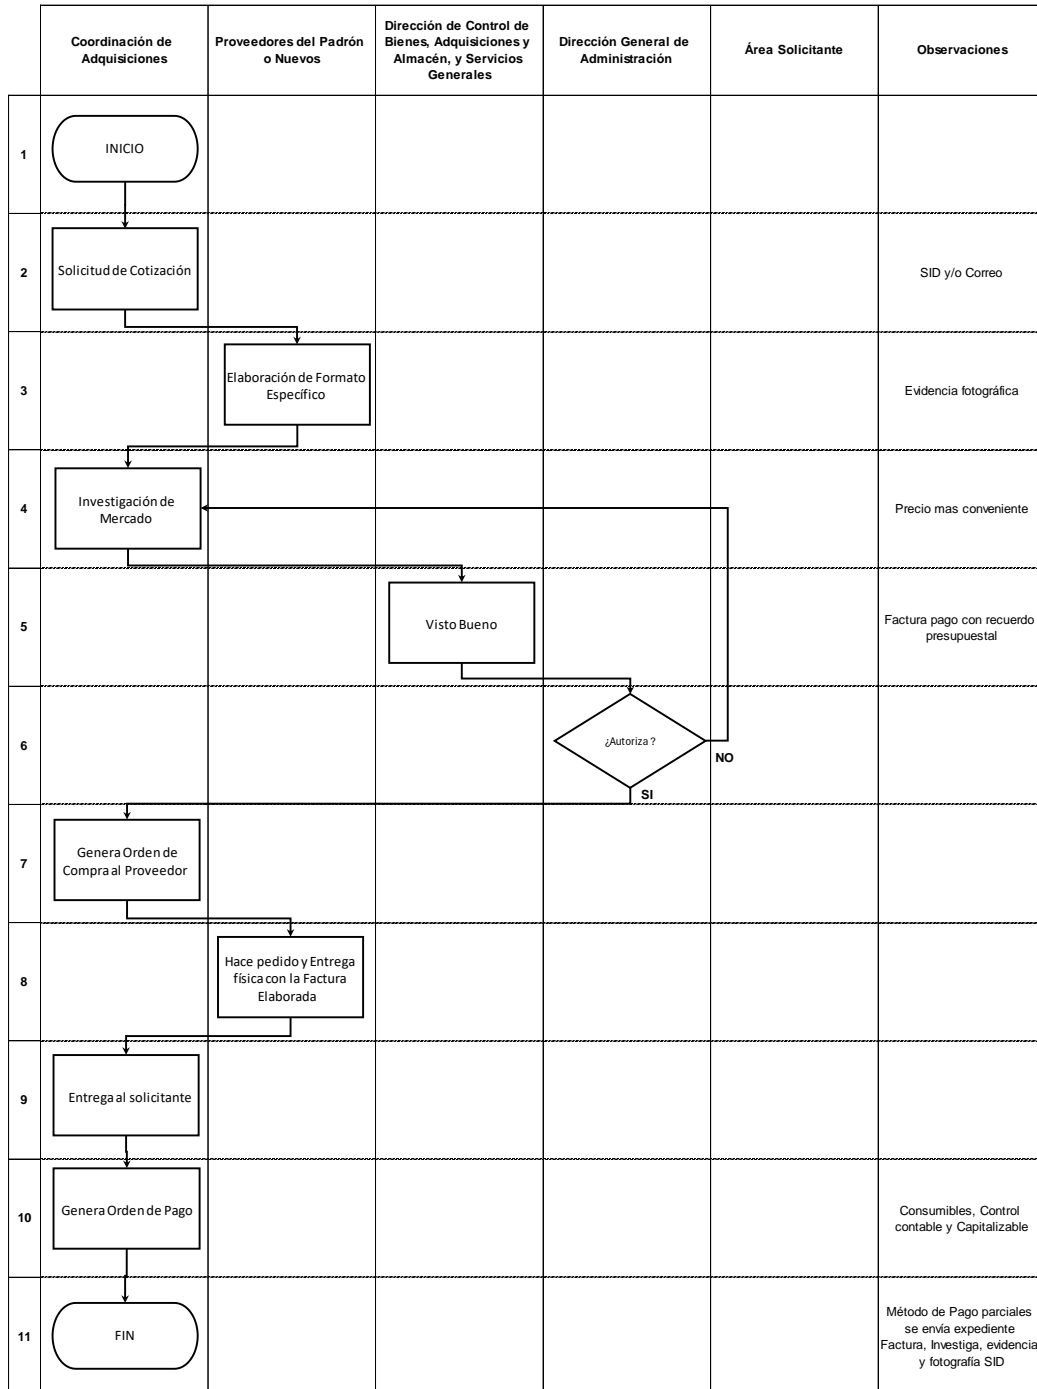 Coordinación de
Adquisiciones
Proveedores del Padrón
o Nuevos
Dirección de Control de
Bienes, Adquisiciones y
Almacén, y Servicios
Generales
Dirección General de
Administración
Área Solicitante
Observaciones
1
INICIO
2
Solicitud de Cotización
SID y/o Correo
3
Elaboración de Formato
Específico
Evidencia fotográfica
4
Investigación de
Mercado
Precio mas conveniente
5
Visto Bueno
Factura pago con recuerdo
presupuestal
6
¿Autoriza ?
NO
SI
7
Genera Orden de
Compra al Proveedor
8
Hace pedido y Entrega
física con la Factura
Elaborada
9
Entrega al solicitante
10
Genera Orden de Pago
Consumibles, Control
contable y Capitalizable
11
FIN
Método de Pago parciales
se envía expediente
Factura, Investiga, evidencia
y fotografía SID